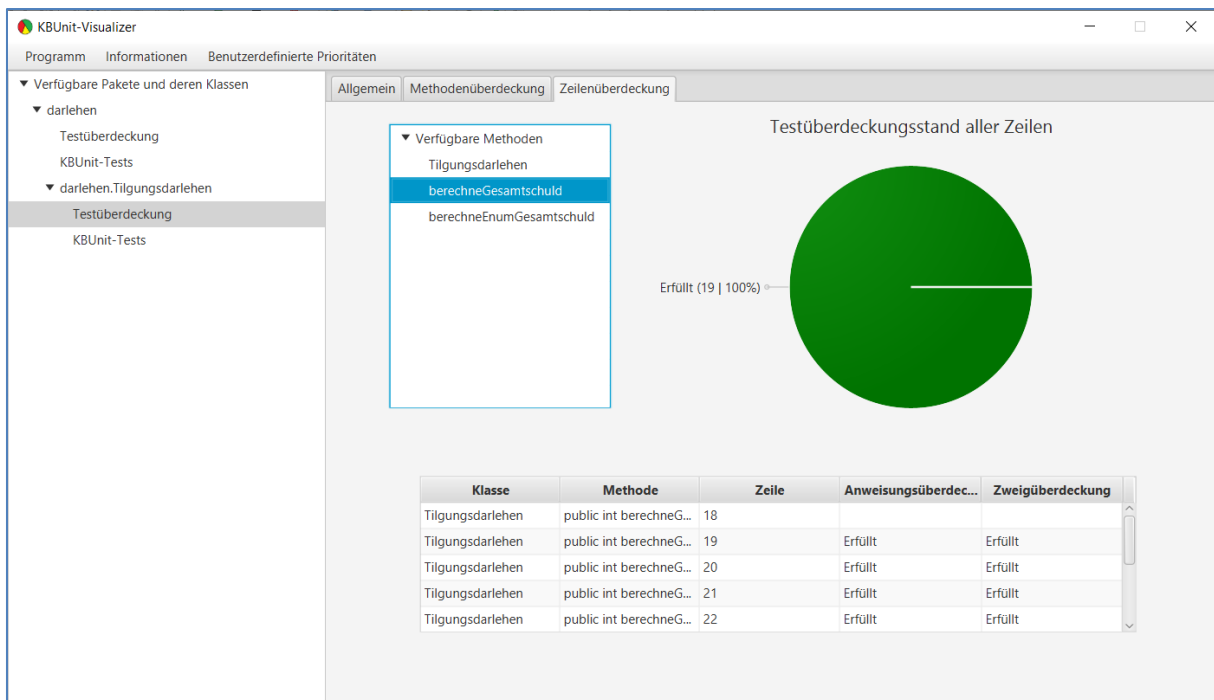 KBUnit-Visualizer
Programm Informationen Benutzerdefinierte Prioritäten
Verfügbare Pakete und deren Klassen
darlehen
Testüberdeckung
KBUnit-Tests
darlehen.Tilgungsdarlehen
Testüberdeckung
KBUnit-Tests
Allgemein Methodenüberdeckung Zeilenüberdeckung
Verfügbare Methoden
Tilgungsdarlehen
berechneGesamtschuld
berechneEnumGesamtschuld
Testüberdeckungsstand aller Zeilen
Erfüllt (19 | 100%)
Klasse Methode Zeile Anweisungsüberdec... Zweigüberdeckung
Tilgungsdarlehen public int berechneG... 18
Tilgungsdarlehen public int berechneG... 19 Erfüllt Erfüllt
Tilgungsdarlehen public int berechneG... 20 Erfüllt Erfüllt
Tilgungsdarlehen public int berechneG... 21 Erfüllt Erfüllt
Tilgungsdarlehen public int berechneG... 22 Erfüllt Erfüllt